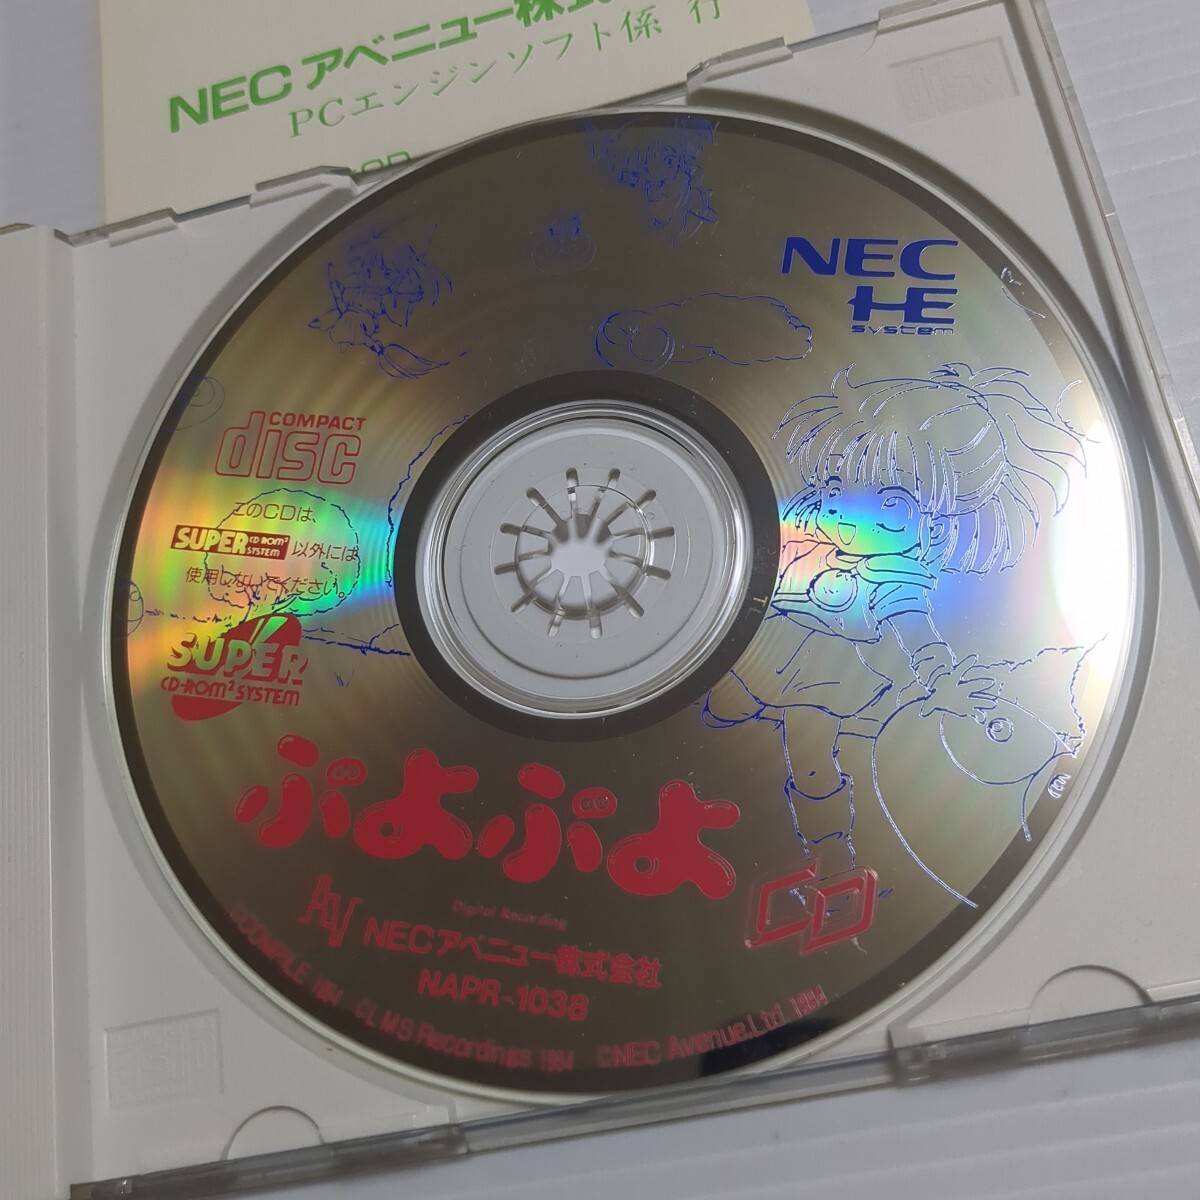 NECアベニュー株式
PCエンジンソフト係 行
NEC
HE
system
COMPACT
disc
このCDは、
SUPER CD-ROM² SYSTEM 以外には
使用しないでください。
SUPER
CD-ROM² SYSTEM
ぷよぷよ
CD
Digital Recording
AV NECアベニュー株式会社
NAPR-1038
©COMPILE 1994 ©LMS Recordings 1994 ©NEC Avenue,Ltd 1994